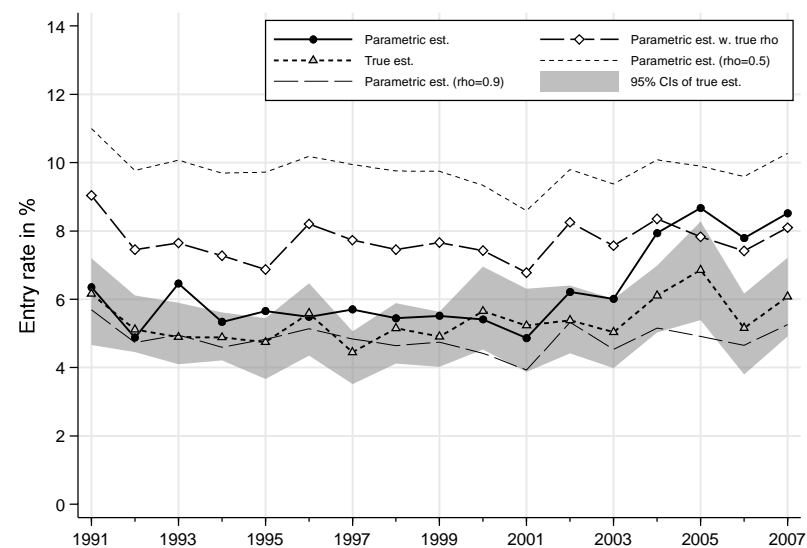 Parametric est.
Parametric est. w. true rho
True est.
Parametric est. (rho=0.5)
Parametric est. (rho=0.9)
95% CIs of true est.
Entry rate in %
14
12
10
8
6
4
2
0
1991 1993 1995 1997 1999 2001 2003 2005 2007